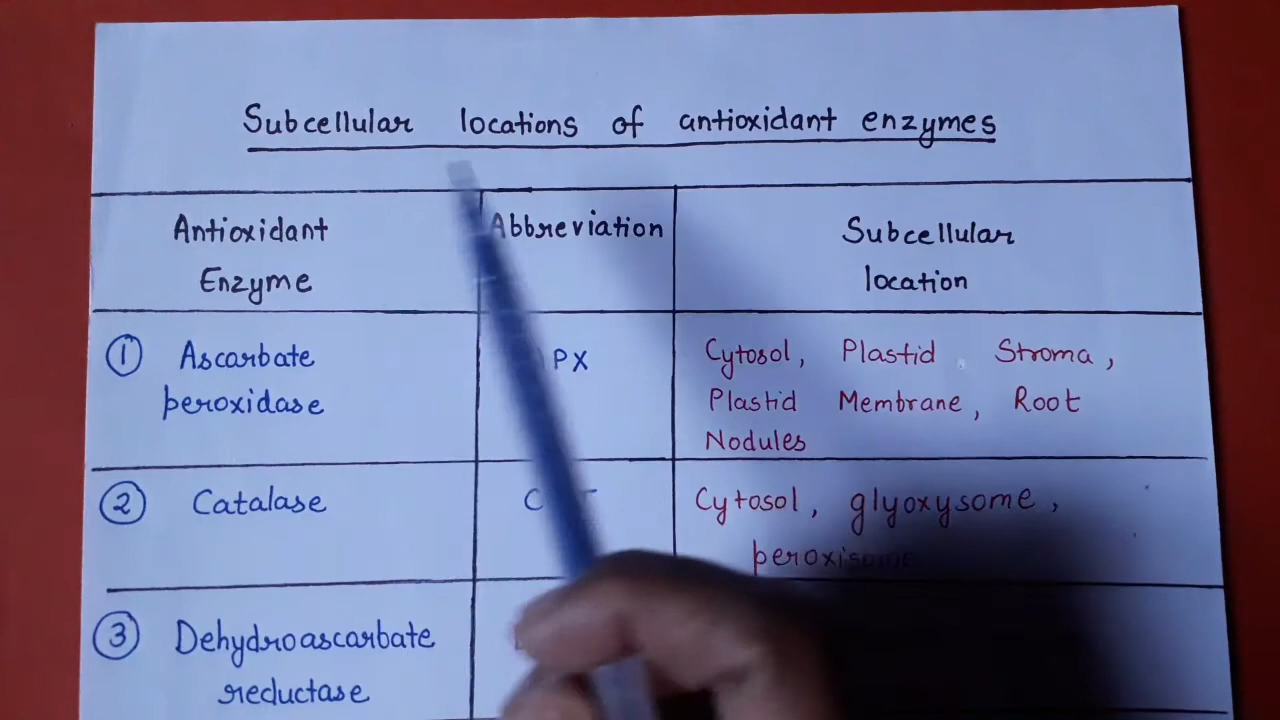 Subcellular locations of antioxidant enzymes
Antioxidant
Enzyme
Abbreviation
Subcellular
location
① Ascarbate
peroxidase
PX
Cytosol, Plastid Stroma,
Plastid Membrane, Root
Nodules
② Catalase
Cytosol, glyoxysome,
peroxisome
③ Dehydroascarbate
reductase